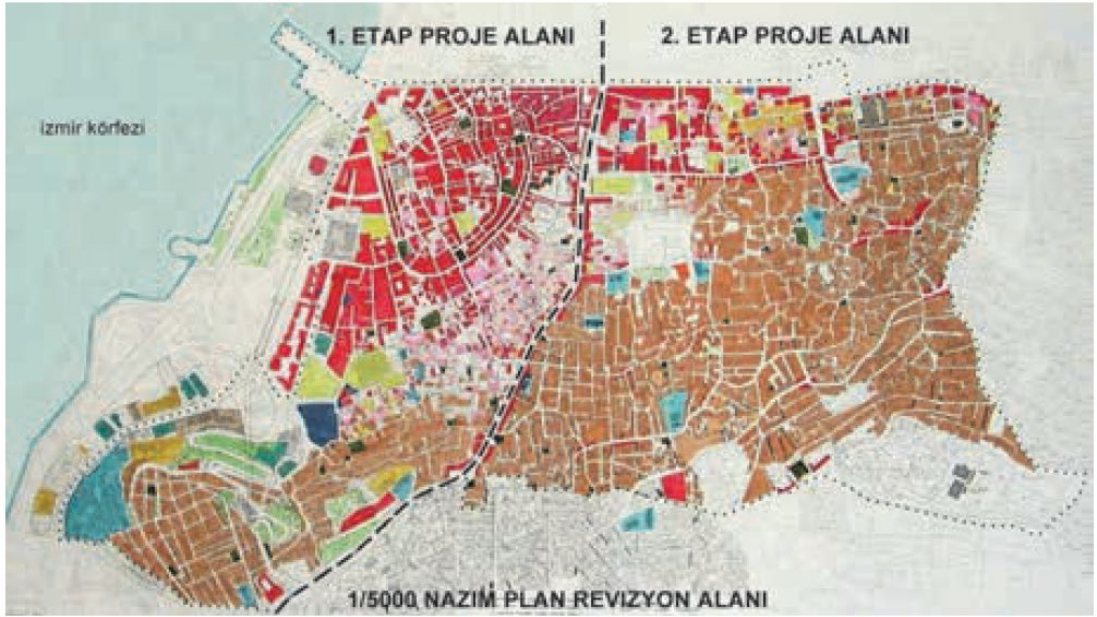 1. ETAP PROJE ALANI
2. ETAP PROJE ALANI
izmir körfezi
1/5000 NAZIM PLAN REVIZYON ALANI